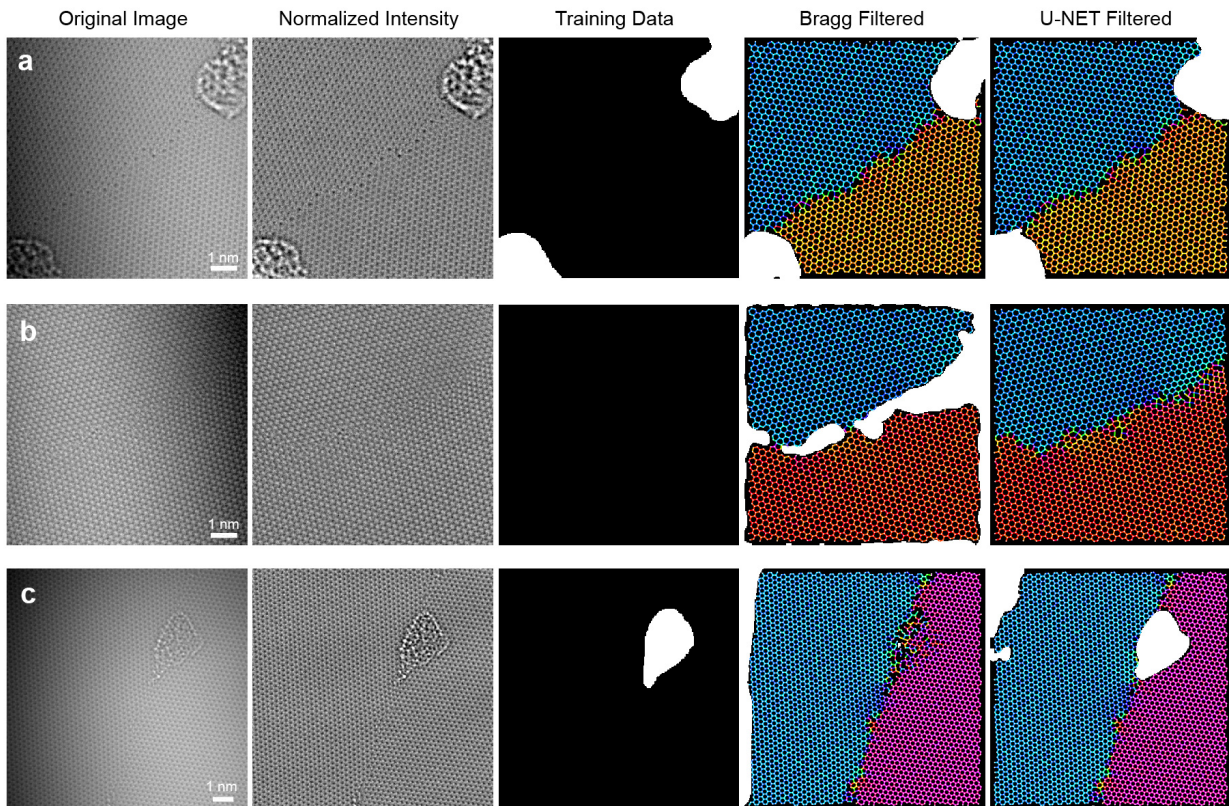 Original Image Normalized Intensity Training Data Bragg Filtered U-NET Filtered
a
1 nm
b
1 nm
c
1 nm